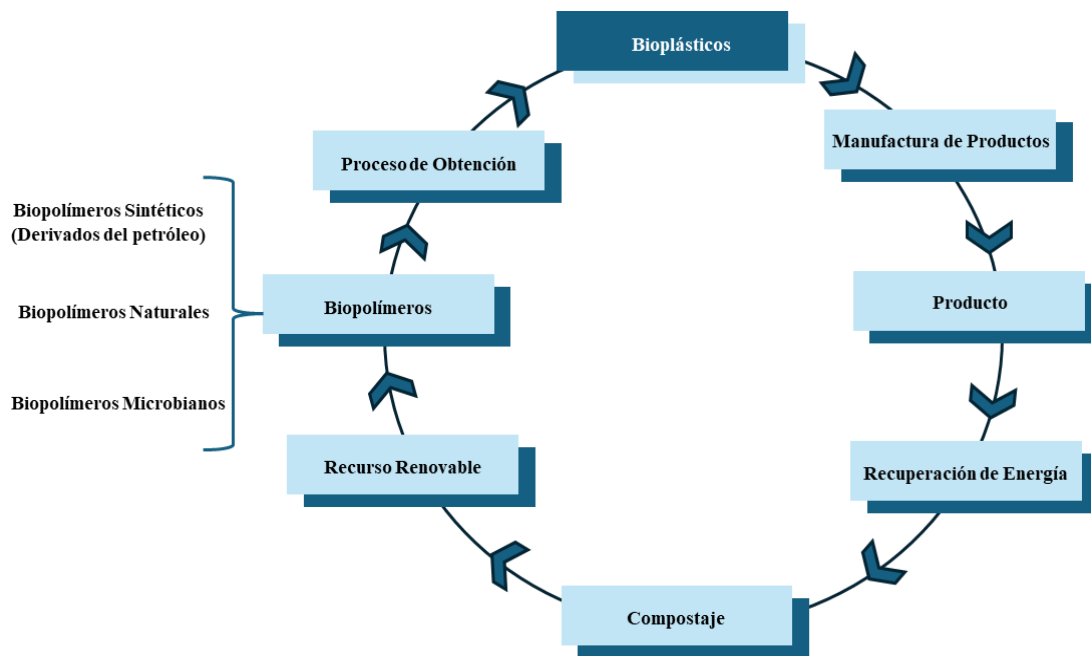 Bioplásticos
Manufactura de Productos
Proceso de Obtención
Biopolímeros Sintéticos
(Derivados del petróleo)
Biopolímeros Naturales
Biopolímeros
Producto
Biopolímeros Microbianos
Recurso Renovable
Recuperación de Energía
Compostaje